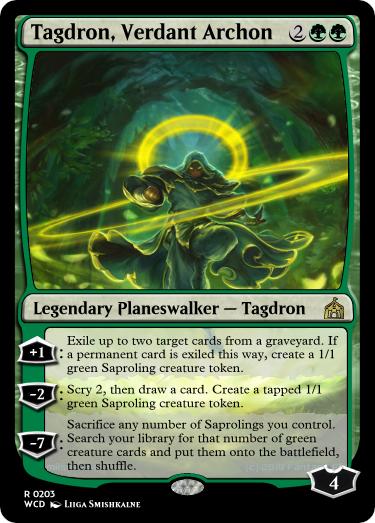 Tagdron, Verdant Archon 2
Legendary Planeswalker — Tagdron
+1: Exile up to two target cards from a graveyard. If
a permanent card is exiled this way, create a 1/1
green Saproling creature token.
-2: Scry 2, then draw a card. Create a tapped 1/1
green Saproling creature token.
-7: Sacrifice any number of Saprolings you control.
Search your library for that number of green
creature cards and put them onto the battlefield,
then shuffle.
4
R 0203
WCD LIIGA SMISHKALNE